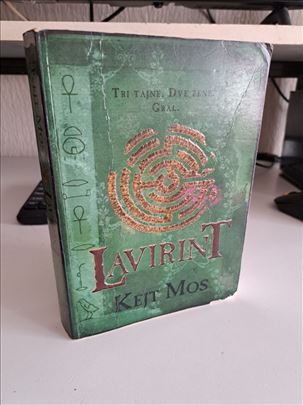 TRI TAJNE. DVE ŽENE.
GRAL.
LAVIRINT
KEJT MOS